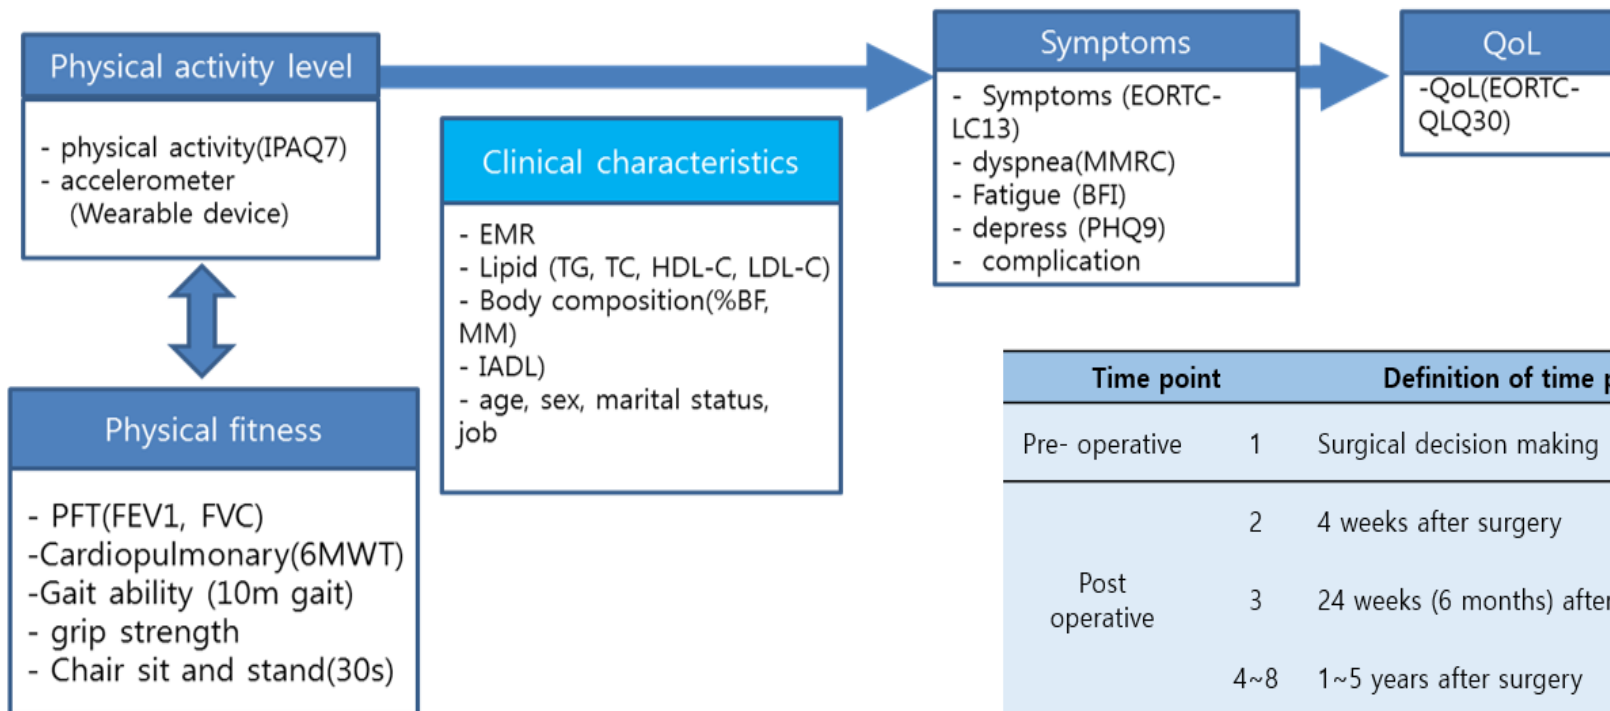 Physical activity level
- physical activity(IPAQ7)
- accelerometer
(Wearable device)
Physical fitness
- PFT(FEV1, FVC)
-Cardiopulmonary(6MWT)
-Gait ability (10m gait)
- grip strength
- Chair sit and stand(30s)
Clinical characteristics
- EMR
- Lipid (TG, TC, HDL-C, LDL-C)
- Body composition(%BF,
MM)
- IADL)
- age, sex, marital status,
job
Symptoms
- Symptoms (EORTC-
LC13)
- dyspnea(MMRC)
- Fatigue (BFI)
- depress (PHQ9)
- complication
QoL
-QoL(EORTC-
QLQ30)
Time point Definition of time
Pre- operative 1 Surgical decision making
2 4 weeks after surgery
Post
operative
3 24 weeks (6 months) after
4~8 1~5 years after surgery